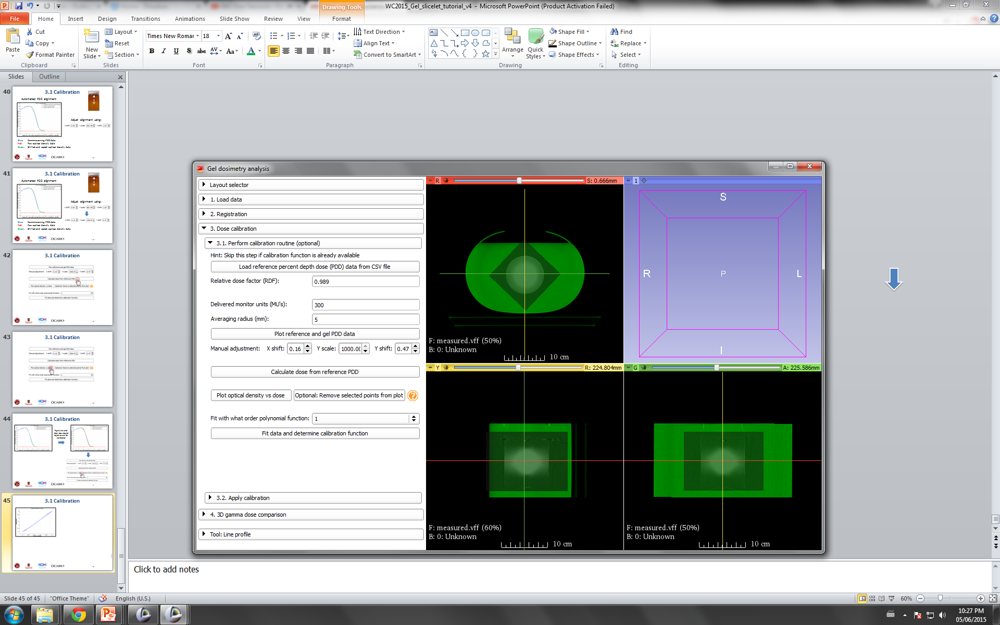 WC2015_Gel_slicelet_tutorial_v4 - Microsoft PowerPoint (Product Activation Failed)
Drawing Tools
File Home Insert Design Transitions Animations Slide Show Review View Format
Paste
Cut
Copy
Format Painter
Clipboard
New Slide
Layout
Reset
Section
Slides
Times New Roman 18
Font
Text Direction
Align Text
Convert to SmartArt
Paragraph
Arrange
Quick Styles
Shape Fill
Shape Outline
Shape Effects
Drawing
Find
Replace
Select
Editing
Slides Outline
40
3.1 Calibration
Automated PDD alignment
Adjust alignment using:
41
3.1 Calibration
Automated PDD alignment
Adjust alignment using:
42
3.1 Calibration
43
3.1 Calibration
44
3.1 Calibration
45
3.1 Calibration
Gel dosimetry analysis
Layout selector
1. Load data
2. Registration
3. Dose calibration
3.1. Perform calibration routine (optional)
Hint: Skip this step if calibration function is already available
Load reference percent depth dose (PDD) data from CSV file
Relative dose factor (RDF): 0.989
Delivered monitor units (MU's): 300
Averaging radius (mm): 5
Plot reference and gel PDD data
Manual adjustment: X shift: 0.16 Y scale: 1000.00 Y shift: 0.47
Calculate dose from reference PDD
Plot optical density vs dose Optional: Remove selected points from plot ?
Fit with what order polynomial function: 1
Fit data and determine calibration function
3.2. Apply calibration
4. 3D gamma dose comparison
Tool: Line profile
R S: 0.666mm
F: measured.vff (50%)
B: 0: Unknown
10 cm
1
S
R P L
I
Y R: 224.804mm
F: measured.vff (60%)
B: 0: Unknown
10 cm
G A: 225.586mm
F: measured.vff (50%)
B: 0: Unknown
10 cm
Click to add notes
Slide 45 of 45 "Office Theme" English (U.S.) 60%
10:27 PM
05/06/2015